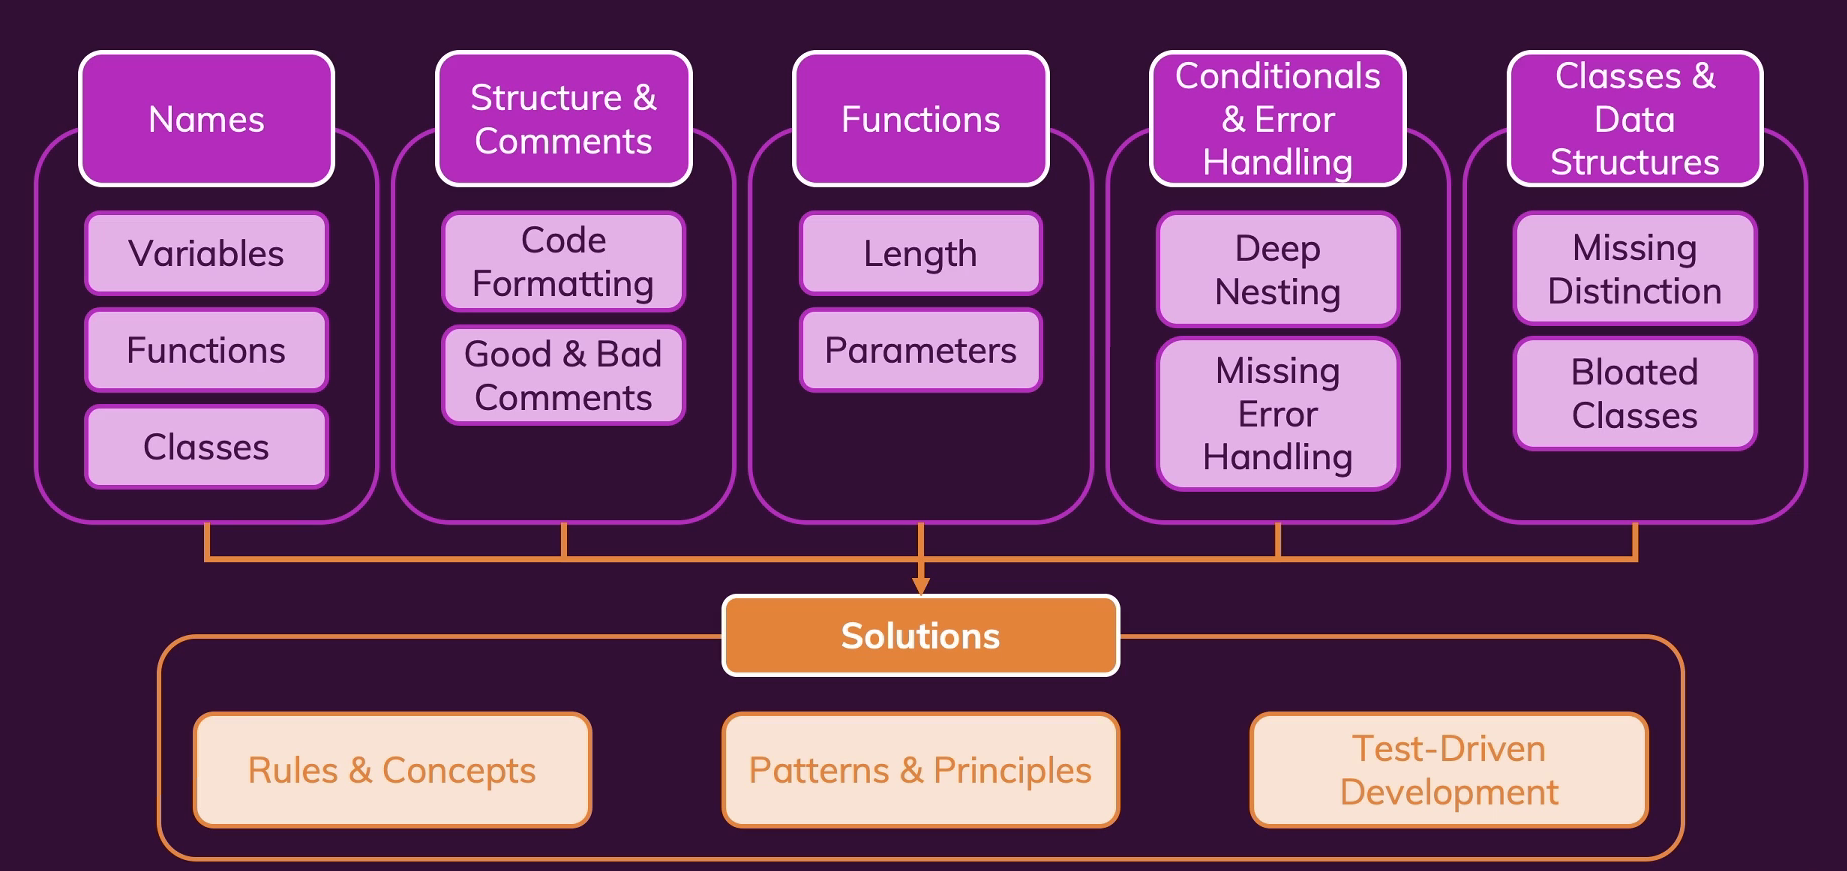 Names
Variables
Functions
Classes
Structure &
Comments
Code
Formatting
Good & Bad
Comments
Functions
Length
Parameters
Conditionals
& Error
Handling
Deep
Nesting
Missing
Error
Handling
Classes &
Data
Structures
Missing
Distinction
Bloated
Classes
Solutions
Rules & Concepts
Patterns & Principles
Test-Driven
Development